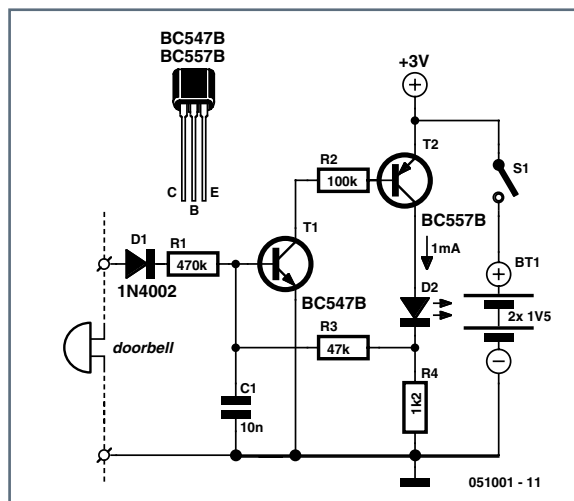 BC547B
BC557B
+3V
T2
R2
100k
S1
C
B
E
T1
BC557B
1mA
BT1
D1
R1
470k
1N4002
BC547B
D2
2x 1V5
R3
47k
doorbell
C1
10n
R4
1k2
051001 - 11